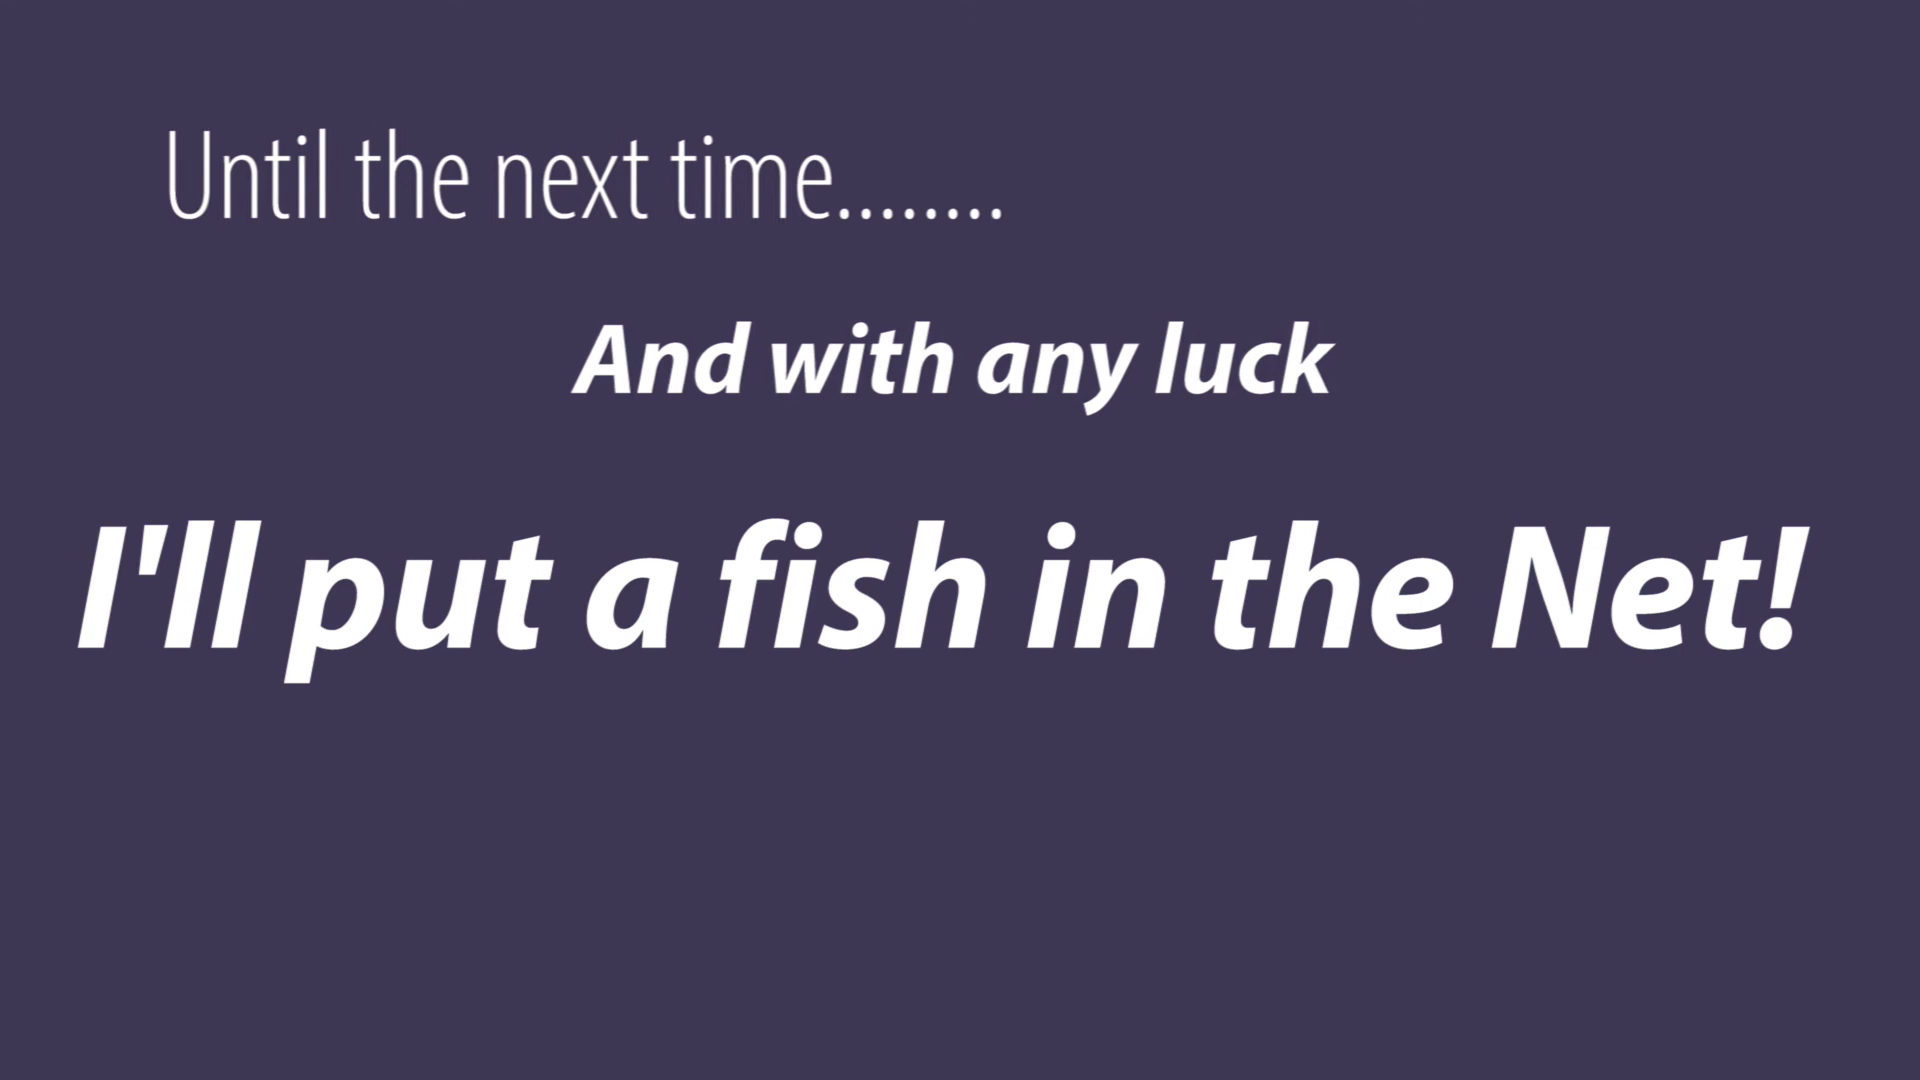 Until the next time........
And with any luck
I'll put a fish in the Net!